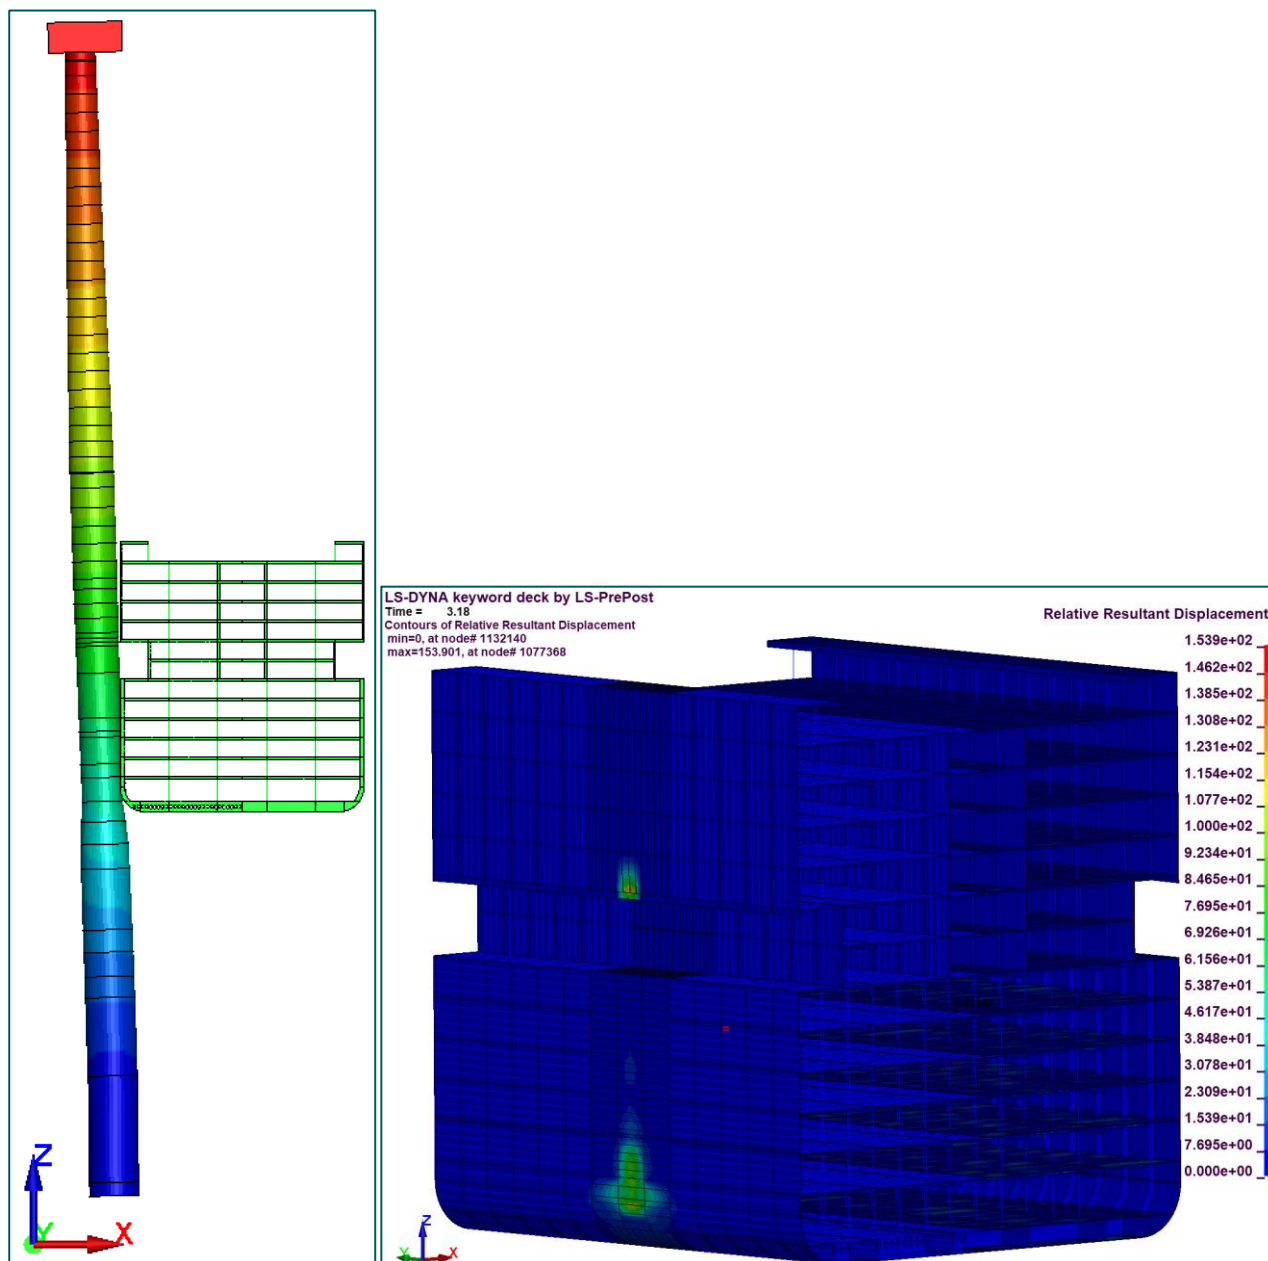 Z
Y
X
LS-DYNA keyword deck by LS-PrePost
Time = 3.18
Contours of Relative Resultant Displacement
min=0, at node# 1132140
max=153.901, at node# 1077368
Relative Resultant Displacement
1.539e+02
1.462e+02
1.385e+02
1.308e+02
1.231e+02
1.154e+02
1.077e+02
1.000e+02
9.234e+01
8.465e+01
7.695e+01
6.926e+01
6.156e+01
5.387e+01
4.617e+01
3.848e+01
3.078e+01
2.309e+01
1.539e+01
7.695e+00
0.000e+00
Z
Y
X